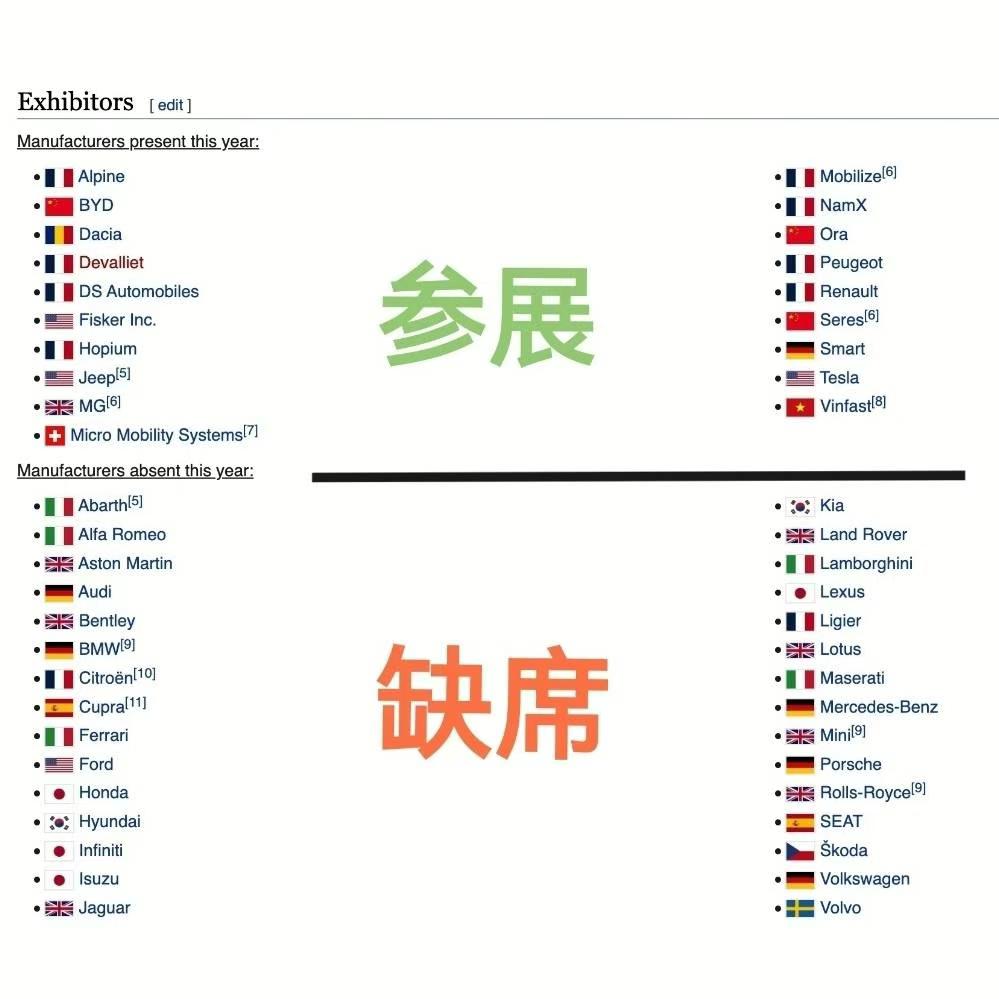 Exhibitors [ edit ]
Manufacturers present this year:
Alpine
BYD
Dacia
Devalliet
DS Automobiles
Fisker Inc.
Hopium
Jeep[5]
MG[6]
Micro Mobility Systems[7]
参展
Mobilize[6]
NamX
Ora
Peugeot
Renault
Seres[6]
Smart
Tesla
Vinfast[8]
Manufacturers absent this year:
Abarth[5]
Alfa Romeo
Aston Martin
Audi
Bentley
BMW[9]
Citroën[10]
Cupra[11]
Ferrari
Ford
Honda
Hyundai
Infiniti
Isuzu
Jaguar
缺席
Kia
Land Rover
Lamborghini
Lexus
Ligier
Lotus
Maserati
Mercedes-Benz
Mini[9]
Porsche
Rolls-Royce[9]
SEAT
Škoda
Volkswagen
Volvo